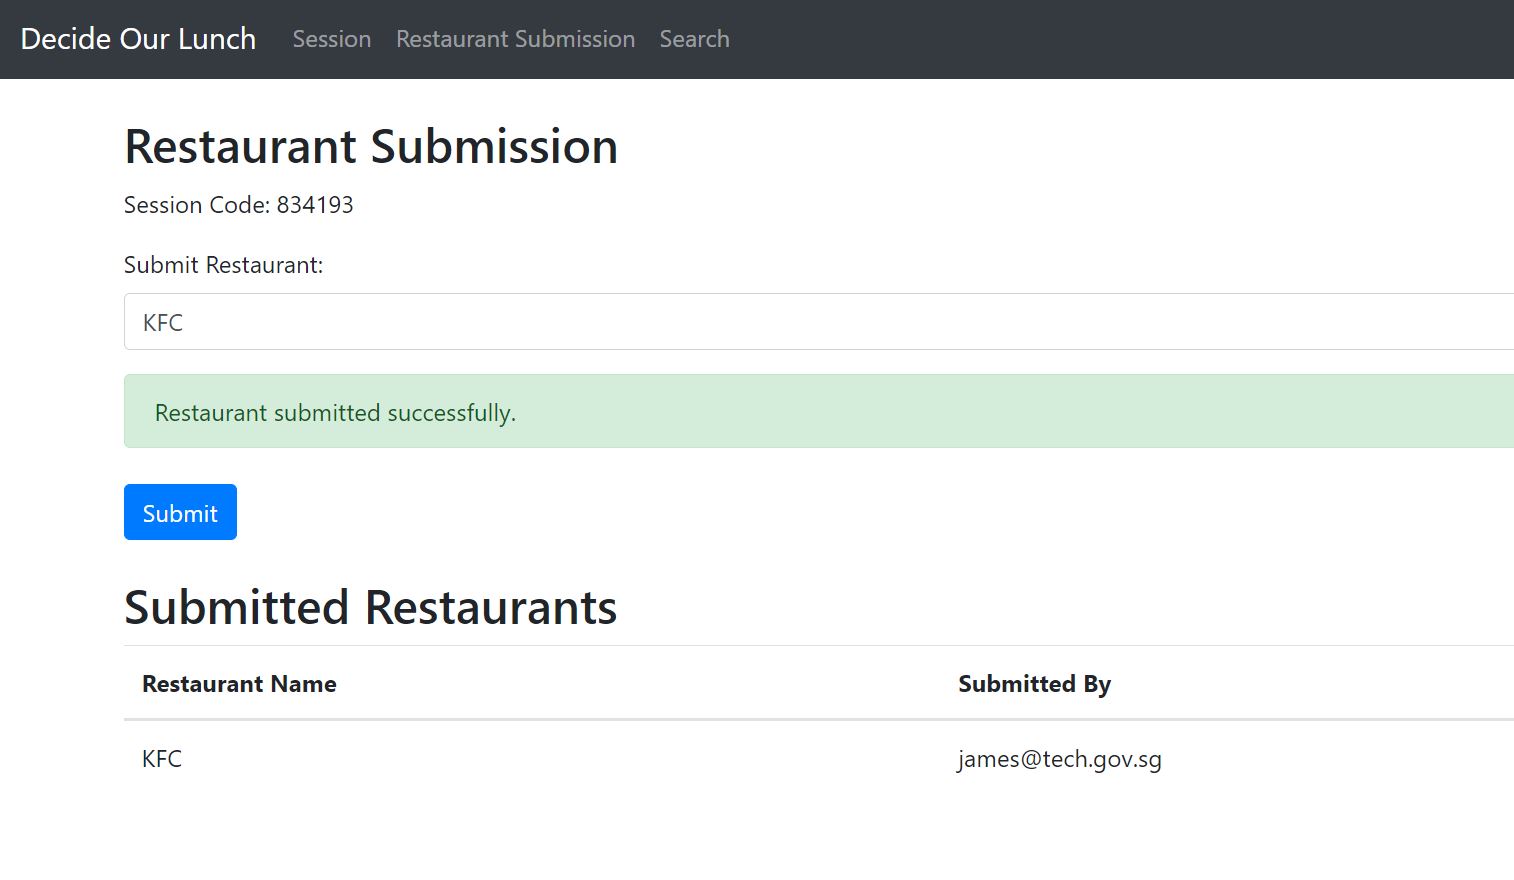 Decide Our Lunch Session Restaurant Submission Search
Restaurant Submission
Session Code: 834193
Submit Restaurant:
KFC
Restaurant submitted successfully.
Submit
Submitted Restaurants
Restaurant Name Submitted By
KFC james@tech.gov.sg